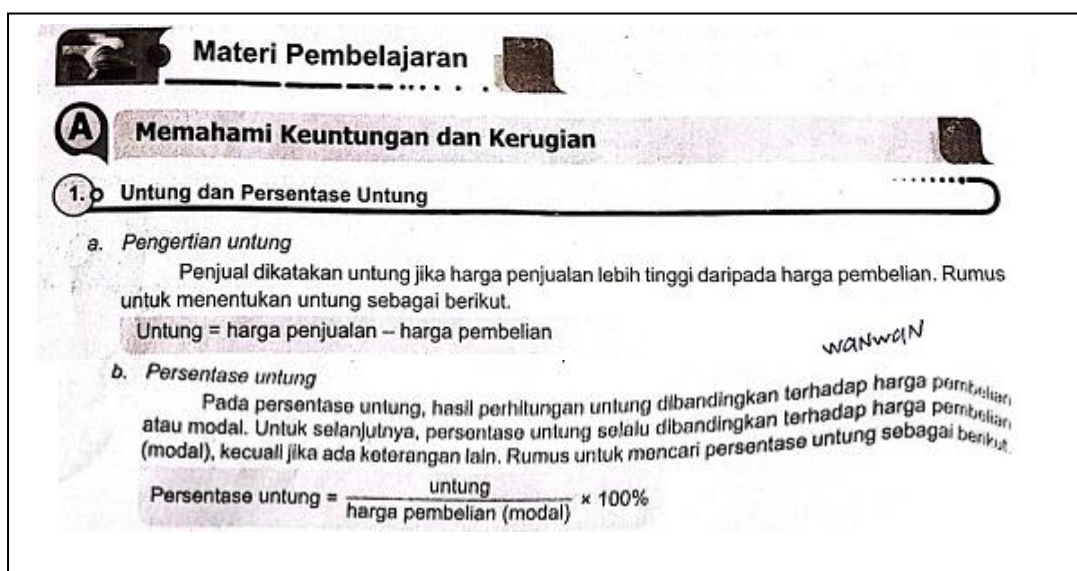 Materi Pembelajaran
A Memahami Keuntungan dan Kerugian
1. Untung dan Persentase Untung
a. Pengertian untung
Penjual dikatakan untung jika harga penjualan lebih tinggi daripada harga pembelian. Rumus
untuk menentukan untung sebagai berikut.
Untung = harga penjualan – harga pembelian
wanwan
b. Persentase untung
Pada persentase untung, hasil perhitungan untung dibandingkan terhadap harga pembelian
atau modal. Untuk selanjutnya, persentase untung selalu dibandingkan terhadap harga pembelian
(modal), kecuali jika ada keterangan lain. Rumus untuk mencari persentase untung sebagai berikut.
Persentase untung = untung / harga pembelian (modal) × 100%